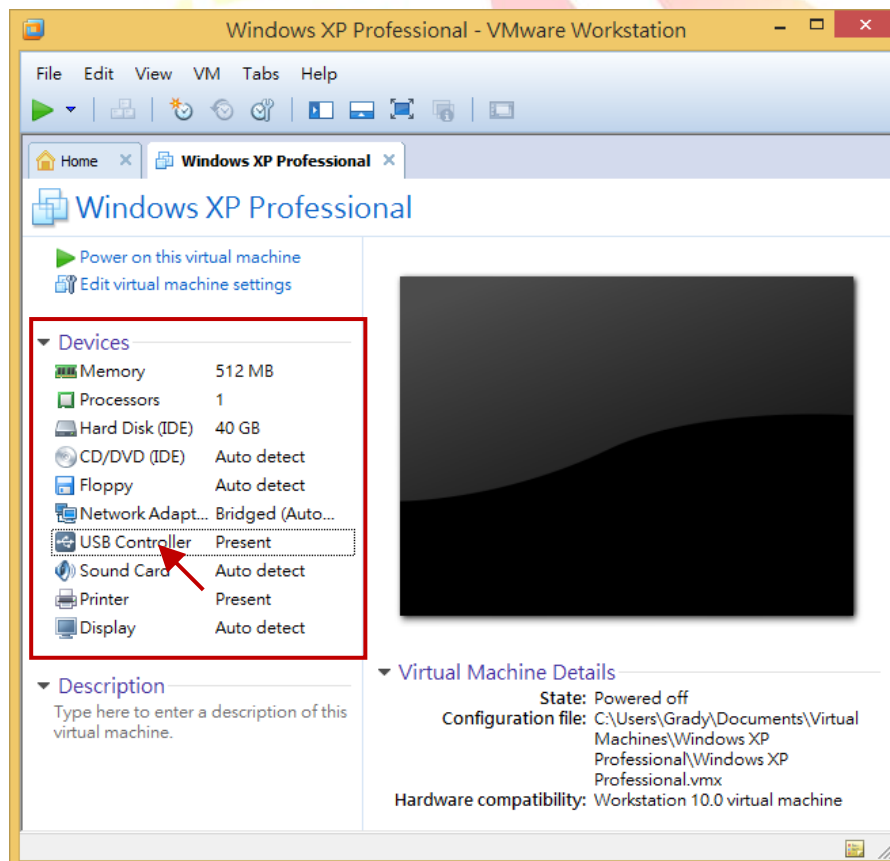 Windows XP Professional - VMware Workstation
File Edit View VM Tabs Help
Home Windows XP Professional
Windows XP Professional
Power on this virtual machine
Edit virtual machine settings
Devices
Memory 512 MB
Processors 1
Hard Disk (IDE) 40 GB
CD/DVD (IDE) Auto detect
Floppy Auto detect
Network Adapt... Bridged (Auto...
USB Controller Present
Sound Card Auto detect
Printer Present
Display Auto detect
Description
Type here to enter a description of this
virtual machine.
Virtual Machine Details
State: Powered off
Configuration file: C:\Users\Grady\Documents\Virtual
Machines\Windows XP
Professional\Windows XP
Professional.vmx
Hardware compatibility: Workstation 10.0 virtual machine